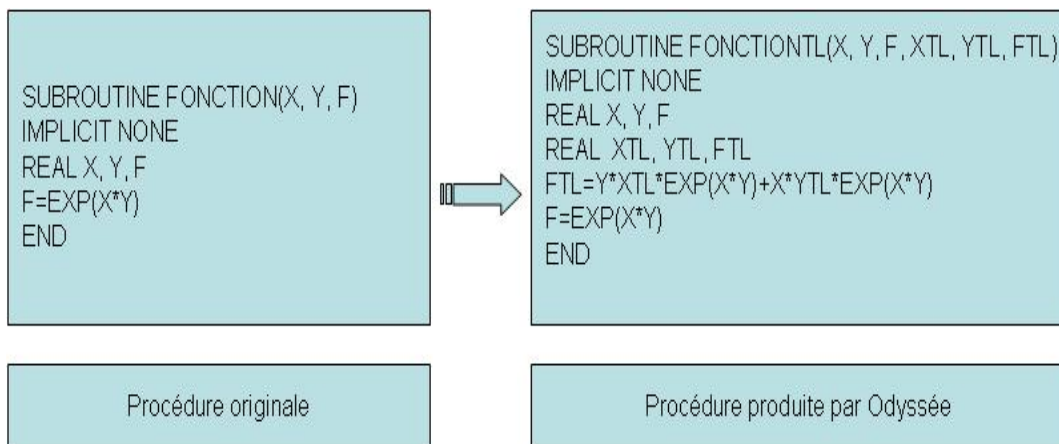 SUBROUTINE FONCTION(X, Y, F)
IMPLICIT NONE
REAL X, Y, F
F=EXP(X*Y)
END
SUBROUTINE FONCTIONTL(X, Y, F, XTL, YTL, FTL)
IMPLICIT NONE
REAL X, Y, F
REAL XTL, YTL, FTL
FTL=Y*XTL*EXP(X*Y)+X*YTL*EXP(X*Y)
F=EXP(X*Y)
END
Procédure originale
Procédure produite par Odyssée